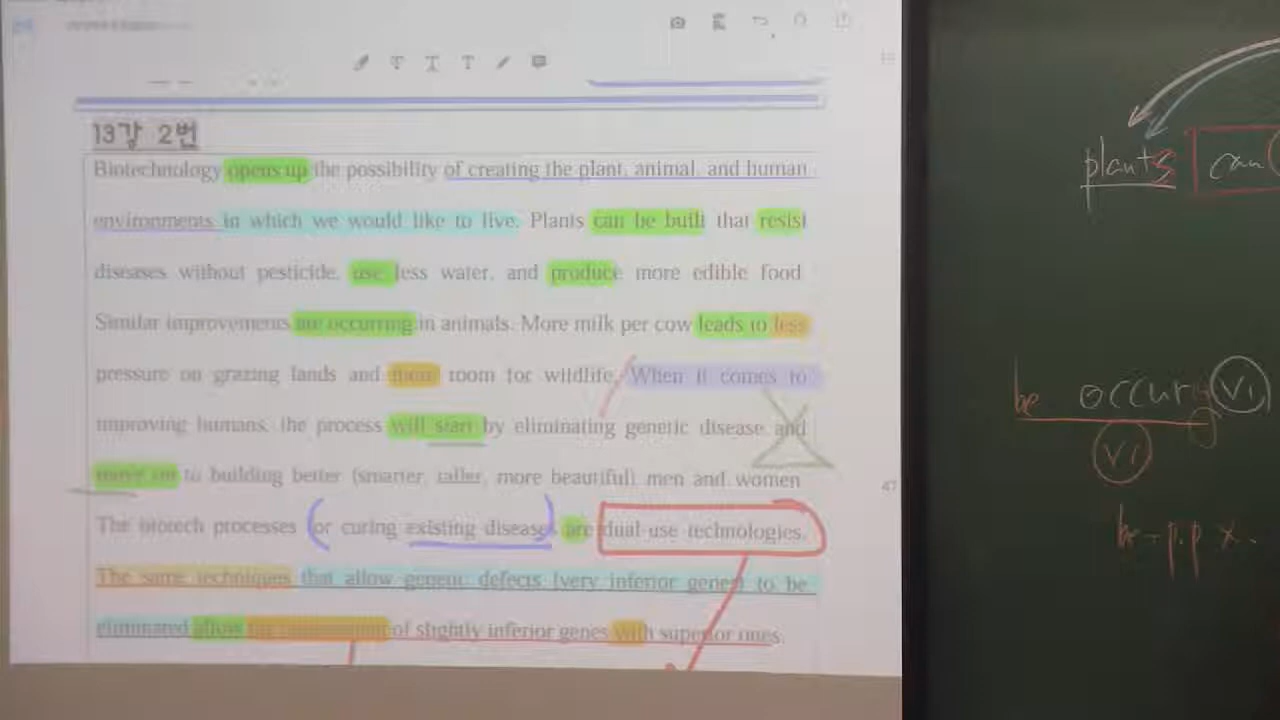 13강 2번
Biotechnology opens up the possibility of creating the plant, animal, and human
environments in which we would like to live. Plants can be built that resist
diseases without pesticide, use less water, and produce more edible food
Similar improvements are occurring in animals. More milk per cow leads to less
pressure on grazing lands and more room for wildlife. When it comes to
improving humans, the process will start by eliminating genetic disease and
move on to building better (smarter, taller, more beautiful) men and women
The biotech processes for curing existing diseases are dual-use technologies.
The same techniques that allow genetic defects (very inferior genes) to be
eliminated allow of slightly inferior genes with superior ones.
47
plants can
be occur V1
V1
be-p.p x.